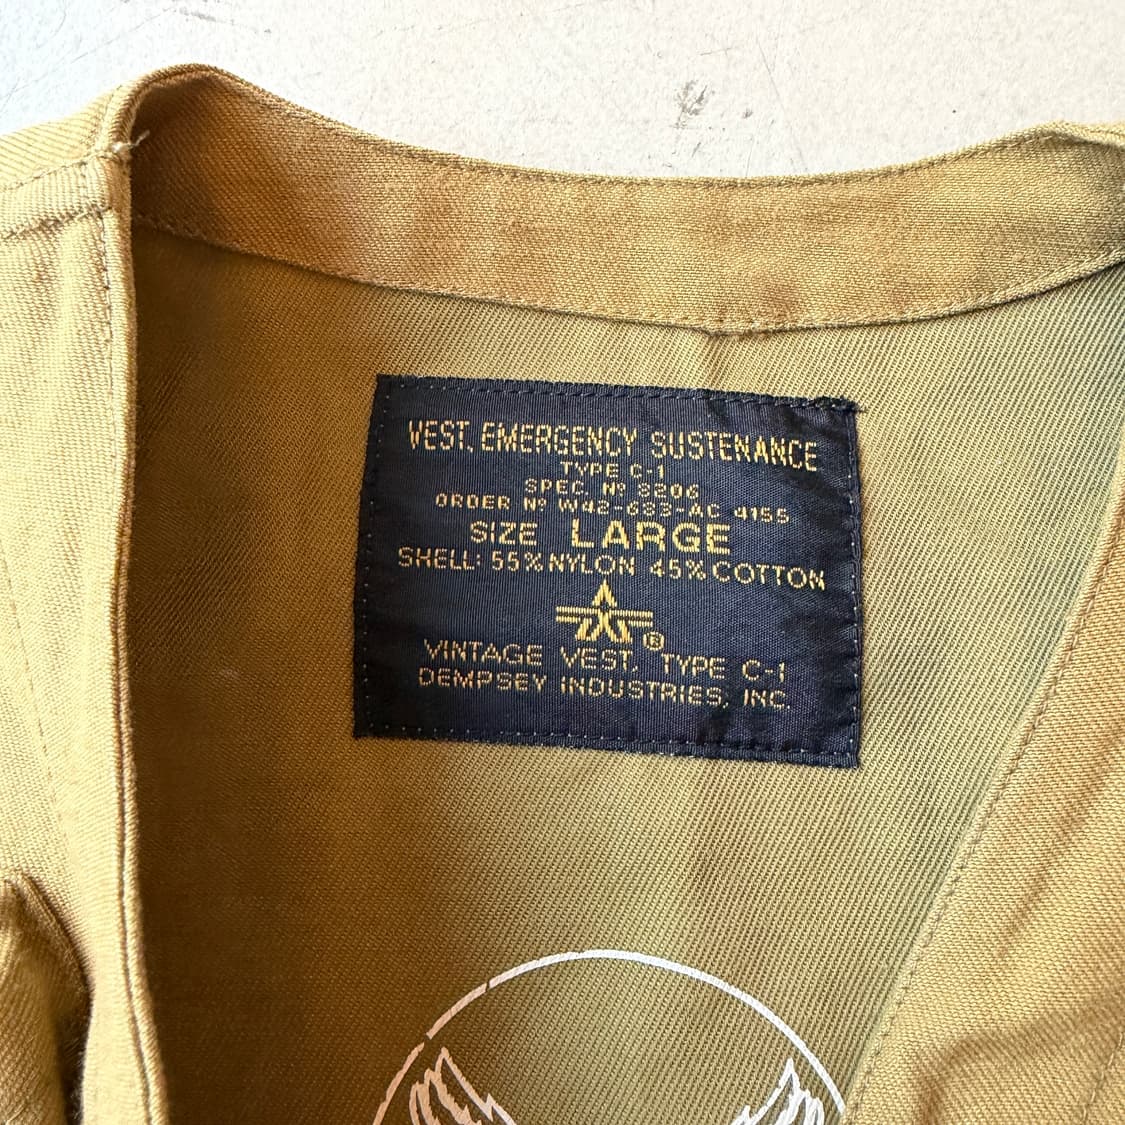 VEST, EMERGENCY SUSTENANCE
TYPE C-1
SPEC. Nº 3206
ORDER Nº W42-633-AC 4155
SIZE LARGE
SHELL: 55% NYLON 45% COTTON
®
VINTAGE VEST, TYPE C-1
DEMPSEY INDUSTRIES, INC.